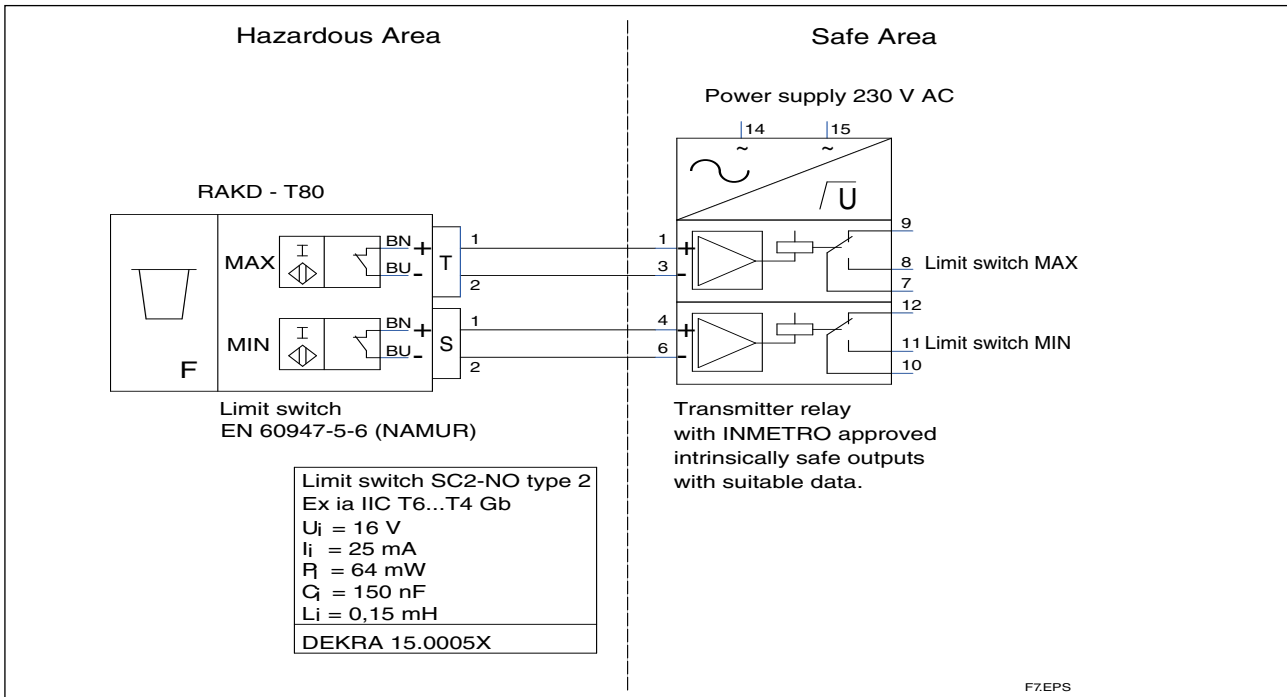 Hazardous Area
Safe Area
Power supply 230 V AC
14
15
~
~
U
RAKD - T80
F
MAX
I
BN +
BU -
T
1
2
MIN
I
BN +
BU -
S
1
2
1 +
3 -
4 +
6 -
9
8 Limit switch MAX
7
12
11 Limit switch MIN
10
Limit switch
EN 60947-5-6 (NAMUR)
Transmitter relay
with INMETRO approved
intrinsically safe outputs
with suitable data.
Limit switch SC2-NO type 2
Ex ia IIC T6...T4 Gb
Ui = 16 V
Ii = 25 mA
Pi = 64 mW
Ci = 150 nF
Li = 0,15 mH
DEKRA 15.0005X
F7.EPS